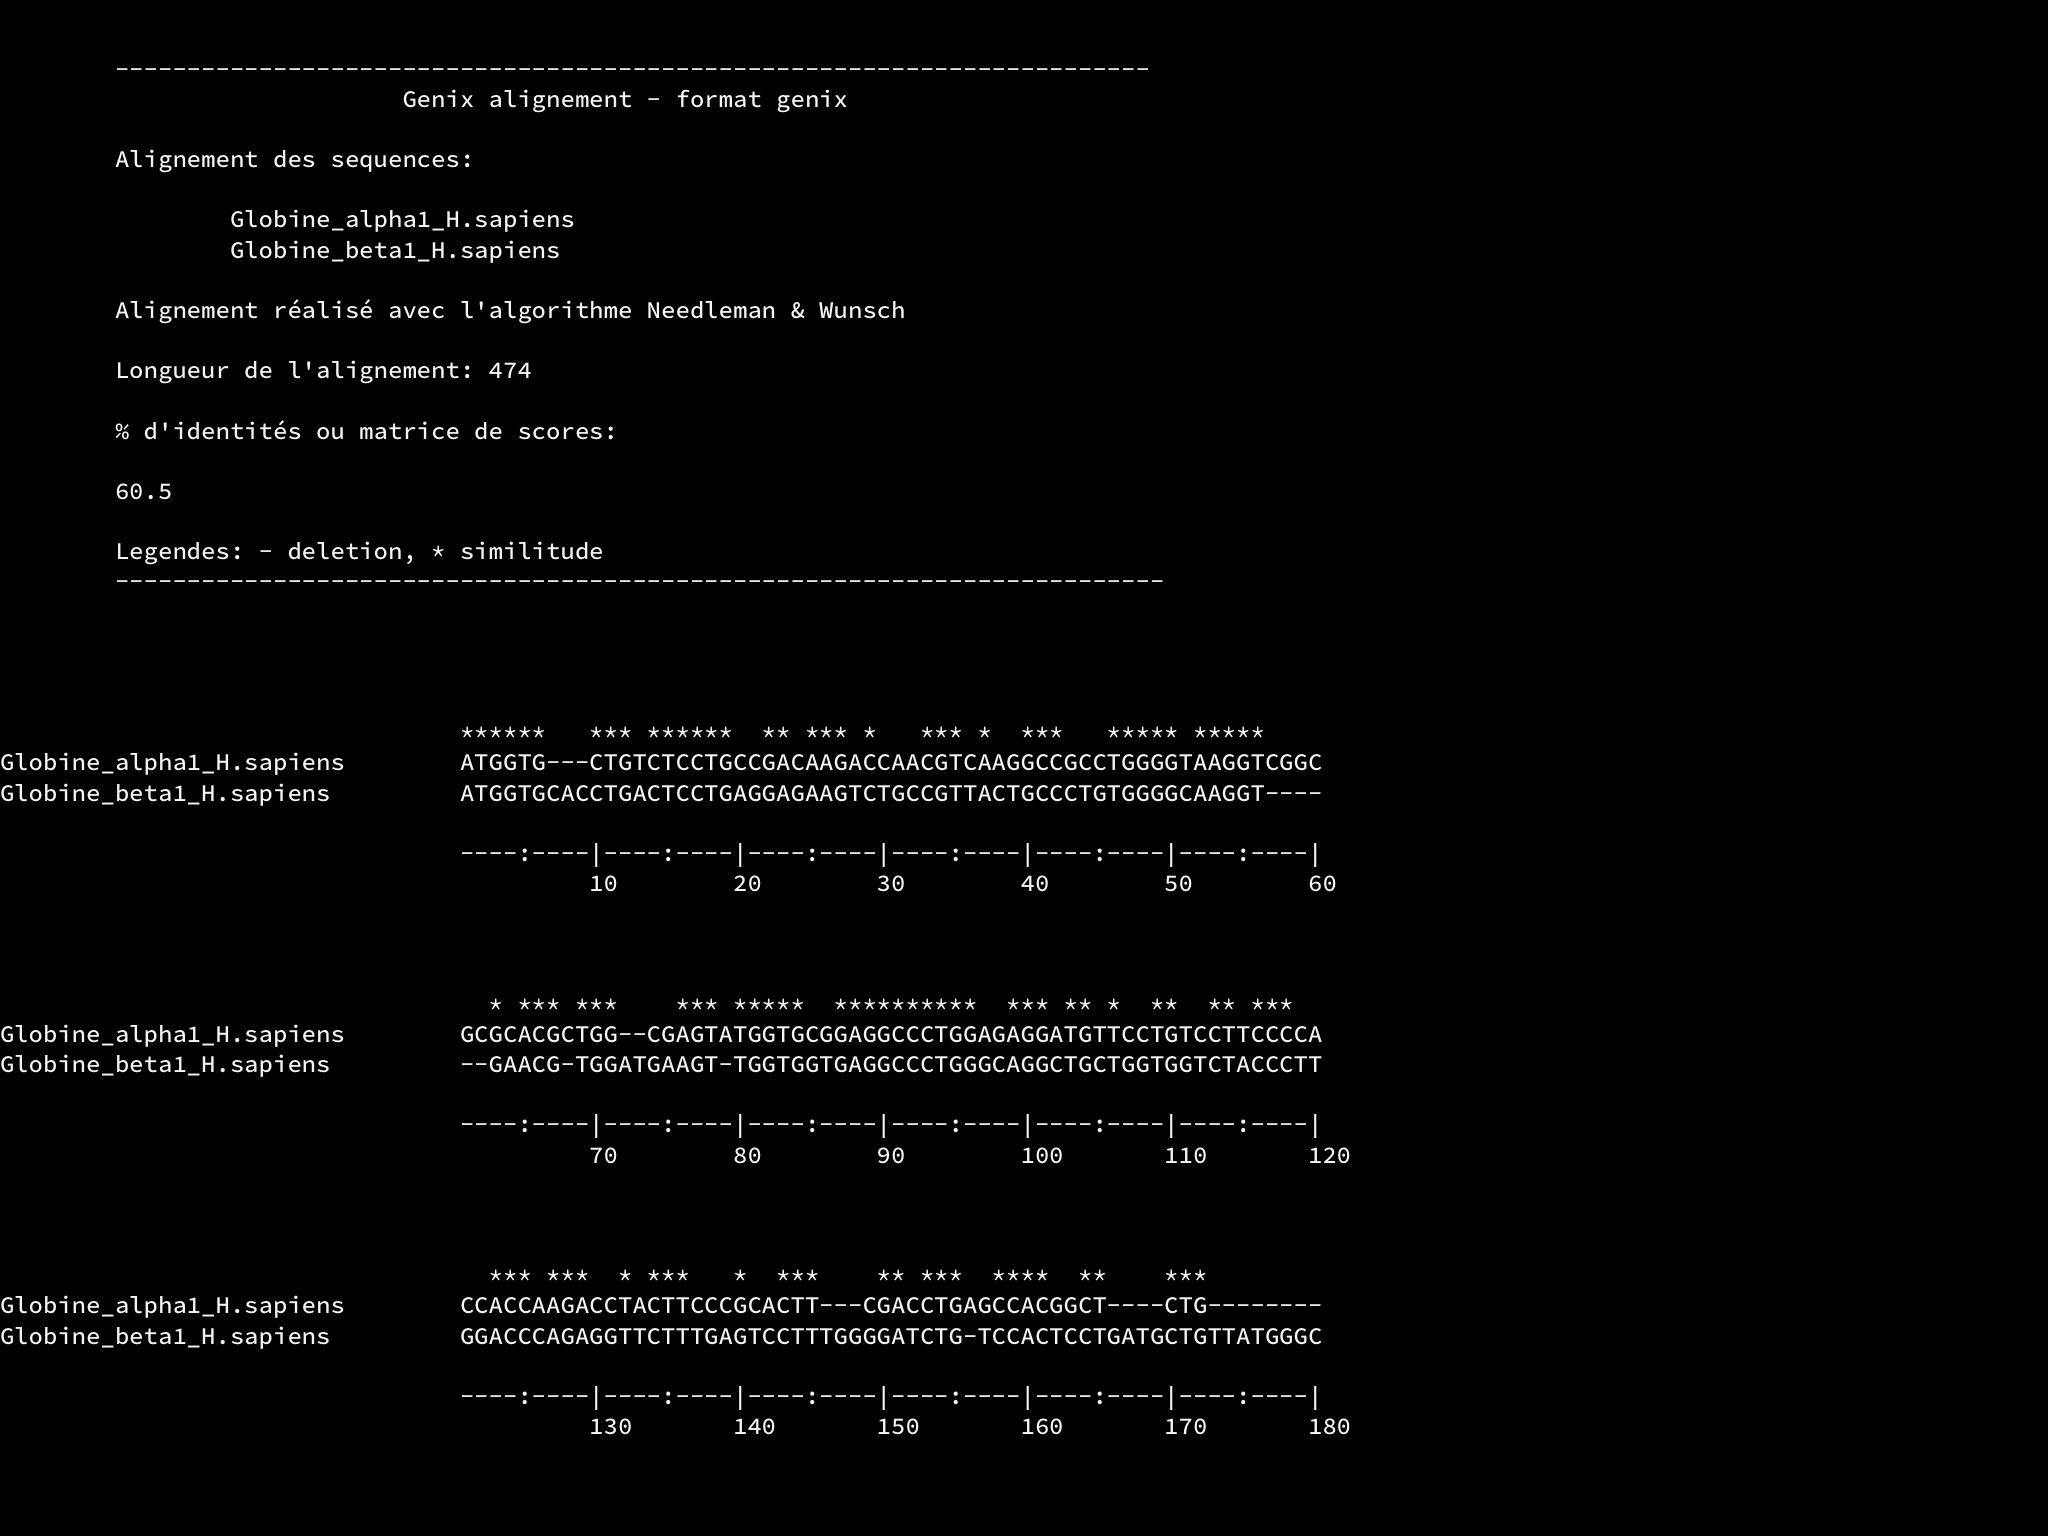 ------------------------------------------------------------------------
Genix alignement - format genix
Alignement des sequences:
Globine_alpha1_H.sapiens
Globine_beta1_H.sapiens
Alignement réalisé avec l'algorithme Needleman & Wunsch
Longueur de l'alignement: 474
% d'identités ou matrice de scores:
60.5
Legendes: - deletion, * similitude
-------------------------------------------------------------------------
******   *** ******  ** *** *   *** *  ***   ***** *****
Globine_alpha1_H.sapiens ATGGTG---CTGTCTCCTGCCGACAAGACCAACGTCAAGGCCGCCTGGGGTAAGGTCGGC
Globine_beta1_H.sapiens ATGGTGCACCTGACTCCTGAGGAGAAGTCTGCCGTTACTGCCCTGTGGGGCAAGGT----
----:----|----:----|----:----|----:----|----:----|----:----|
10 20 30 40 50 60
* *** ***    *** *****  **********  *** ** *  **  ** ***
Globine_alpha1_H.sapiens GCGCACGCTGG--CGAGTATGGTGCGGAGGCCCTGGAGAGGATGTTCCTGTCCTTCCCCA
Globine_beta1_H.sapiens --GAACG-TGGATGAAGT-TGGTGGTGAGGCCCTGGGCAGGCTGCTGGTGGTCTACCCTT
----:----|----:----|----:----|----:----|----:----|----:----|
70 80 90 100 110 120
*** ***  * ***   *  ***    ** ***  ****  **    ***
Globine_alpha1_H.sapiens CCACCAAGACCTACTTCCCGCACTT---CGACCTGAGCCACGGCT----CTG--------
Globine_beta1_H.sapiens GGACCCAGAGGTTCTTTGAGTCCTTTGGGGATCTG-TCCACTCCTGATGCTGTTATGGGC
----:----|----:----|----:----|----:----|----:----|----:----|
130 140 150 160 170 180